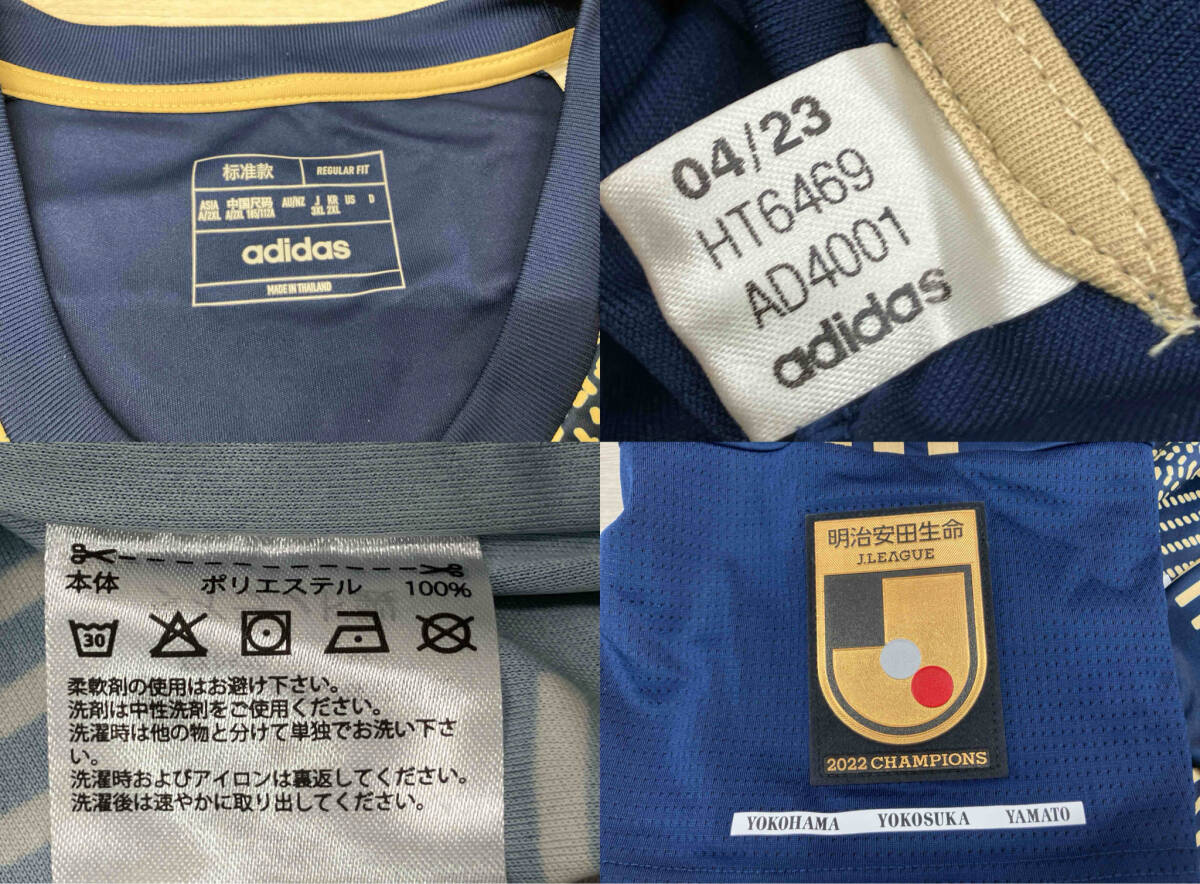 标准款 REGULAR FIT
ASIA 中国尺码 AU/NZ J KR US D
A/2XL A/2XL 185/112A 3XL 2XL
adidas
MADE IN THAILAND
04/23
HT6469
AD4001
adidas
本体 ポリエステル 100%
30
柔軟剤の使用はお避け下さい。
洗剤は中性洗剤をご使用ください。
洗濯時は他の物と分けて単独でお洗い下さ
い。
洗濯時およびアイロンは裏返してください。
洗濯後は速やかに取り出してください。
明治安田生命
J.LEAGUE
2022 CHAMPIONS
YOKOHAMA YOKOSUKA YAMATO